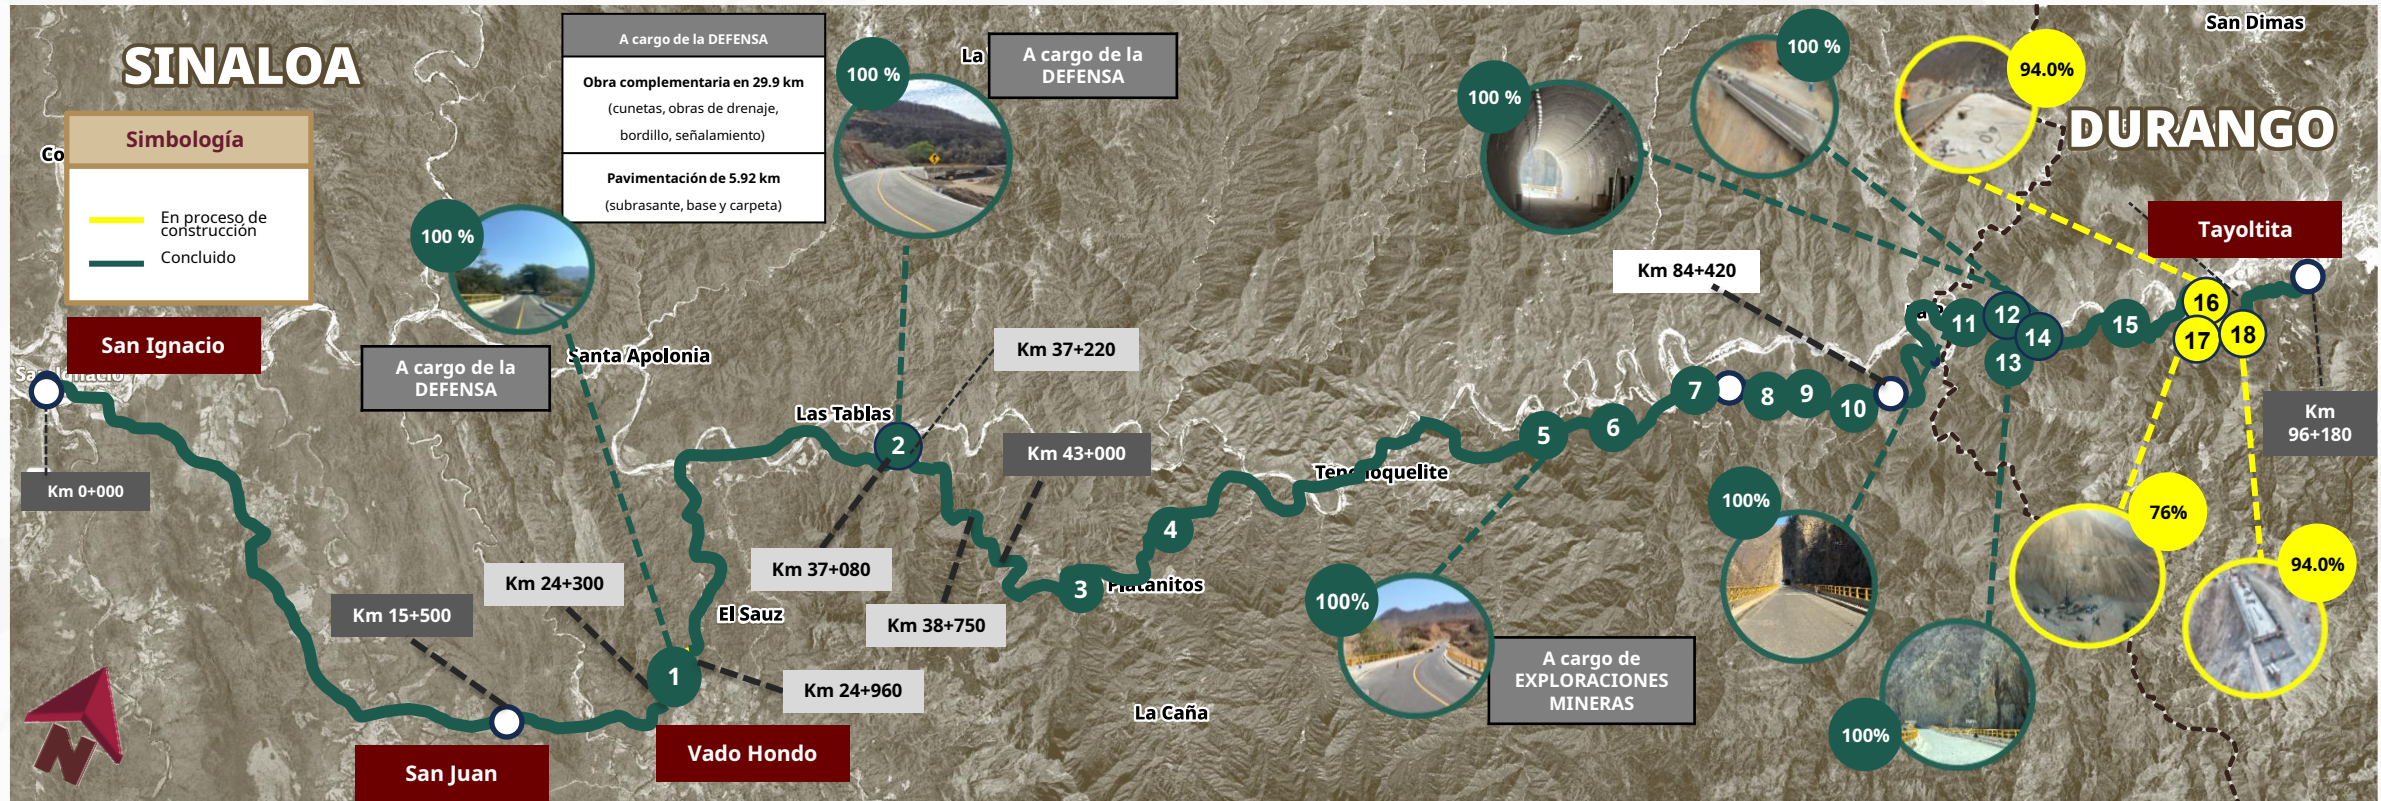 SINALOA
Simbología
En proceso de
construcción
Concluido
San Ignacio
Km 0+000
A cargo de la DEFENSA
Obra complementaria en 29.9 km
(cunetas, obras de drenaje,
bordillo, señalamiento)
Pavimentación de 5.92 km
(subrasante, base y carpeta)
100 %
A cargo de la
DEFENSA
100 %
La
A cargo de la
DEFENSA
Santa Apolonia
Las Tablas
Km 37+220
2
Km 43+000
Km 37+080
Km 38+750
Km 24+300
Km 15+500
El Sauz
1
Km 24+960
Vado Hondo
San Juan
N
3
4
Platanitos
La Caña
Tenchoquelite
5
6
7
8
9
10
Km 84+420
100 %
100 %
94.0%
San Dimas
DURANGO
Tayoltita
11
12
13
14
15
16
17
18
Km
96+180
100%
A cargo de
EXPLORACIONES
MINERAS
100%
100%
76%
94.0%